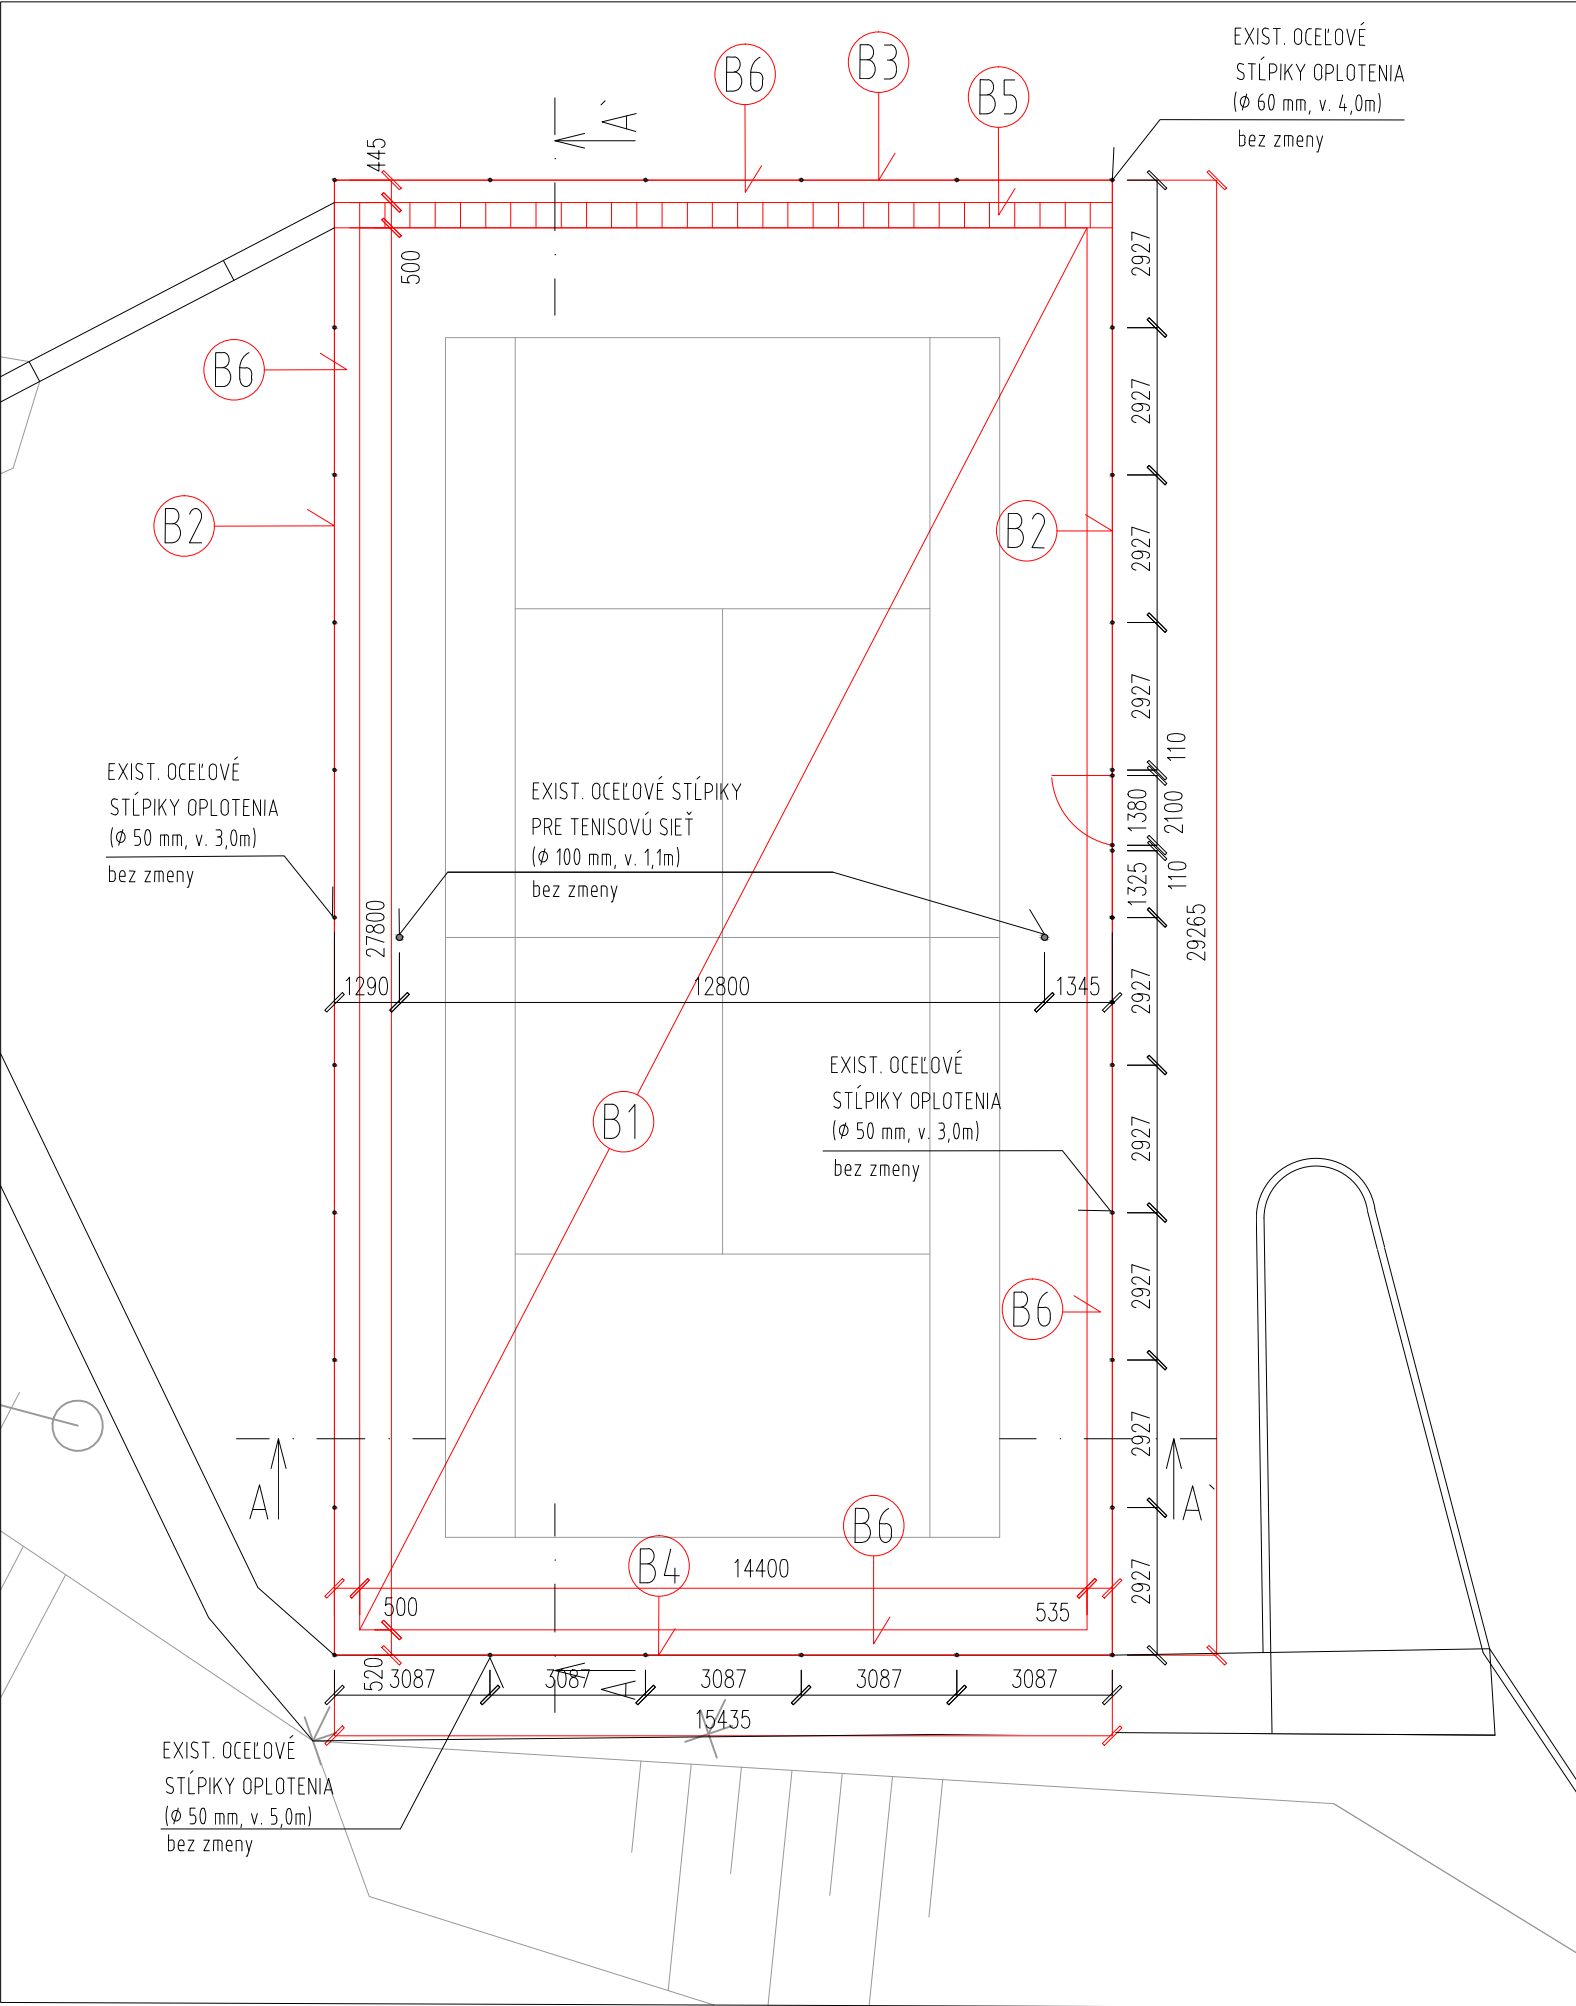 EXIST. OCEĽOVÉ
STĹPIKY OPLOTENIA
(Ø 60 mm, v. 4,0m)
bez zmeny
B6
B3
B5
A`
445
500
2927
2927
2927
2927
B6
B2
B2
110
1380
2100
110
1325
29265
EXIST. OCEĽOVÉ
STĹPIKY OPLOTENIA
(Ø 50 mm, v. 3,0m)
bez zmeny
EXIST. OCEĽOVÉ STĹPIKY
PRE TENISOVÚ SIEŤ
(Ø 100 mm, v. 1,1m)
bez zmeny
27800
1290
12800
1345
2927
EXIST. OCEĽOVÉ
STĹPIKY OPLOTENIA
(Ø 50 mm, v. 3,0m)
bez zmeny
B1
2927
2927
B6
2927
A
A`
B6
B4
14400
2927
500
535
520
3087
3087
3087
3087
3087
A
15435
EXIST. OCEĽOVÉ
STĹPIKY OPLOTENIA
(Ø 50 mm, v. 5,0m)
bez zmeny